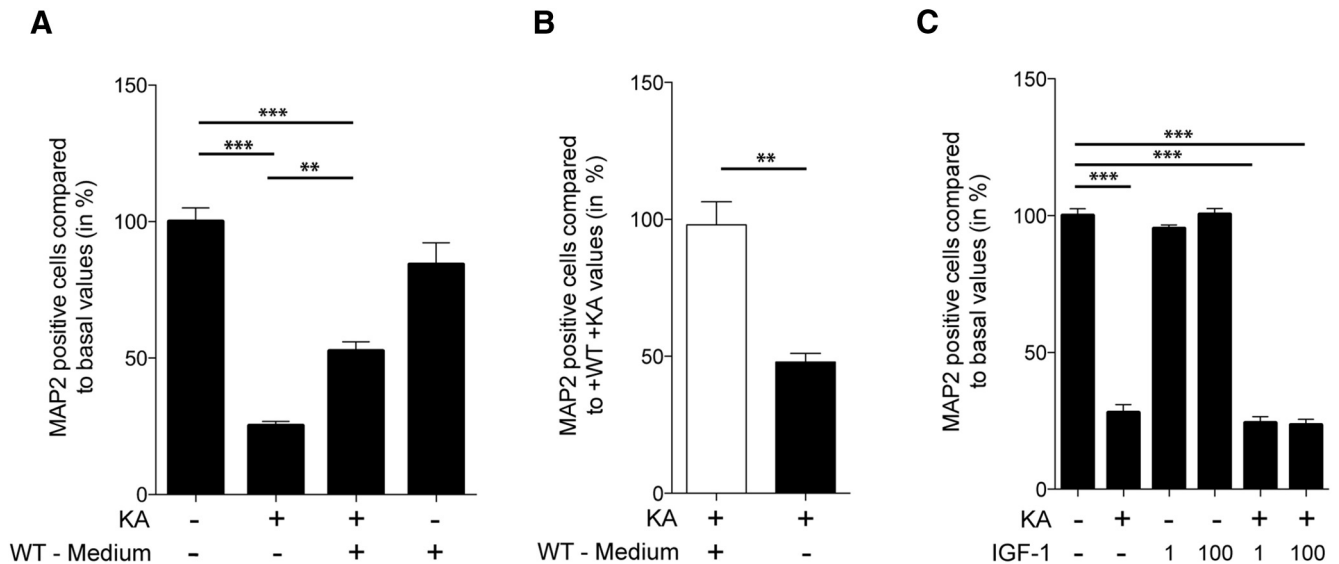 A
MAP2 positive cells compared
to basal values (in %)
150
100
50
0
***
***
**
KA - + + -
WT - Medium - - + +
B
MAP2 positive cells compared
to +WT +KA values (in %)
150
100
50
0
**
KA + +
WT - Medium + -
C
MAP2 positive cells compared
to basal values (in %)
150
100
50
0
***
***
***
KA - + - - + +
IGF-1 - - 1 100 1 100